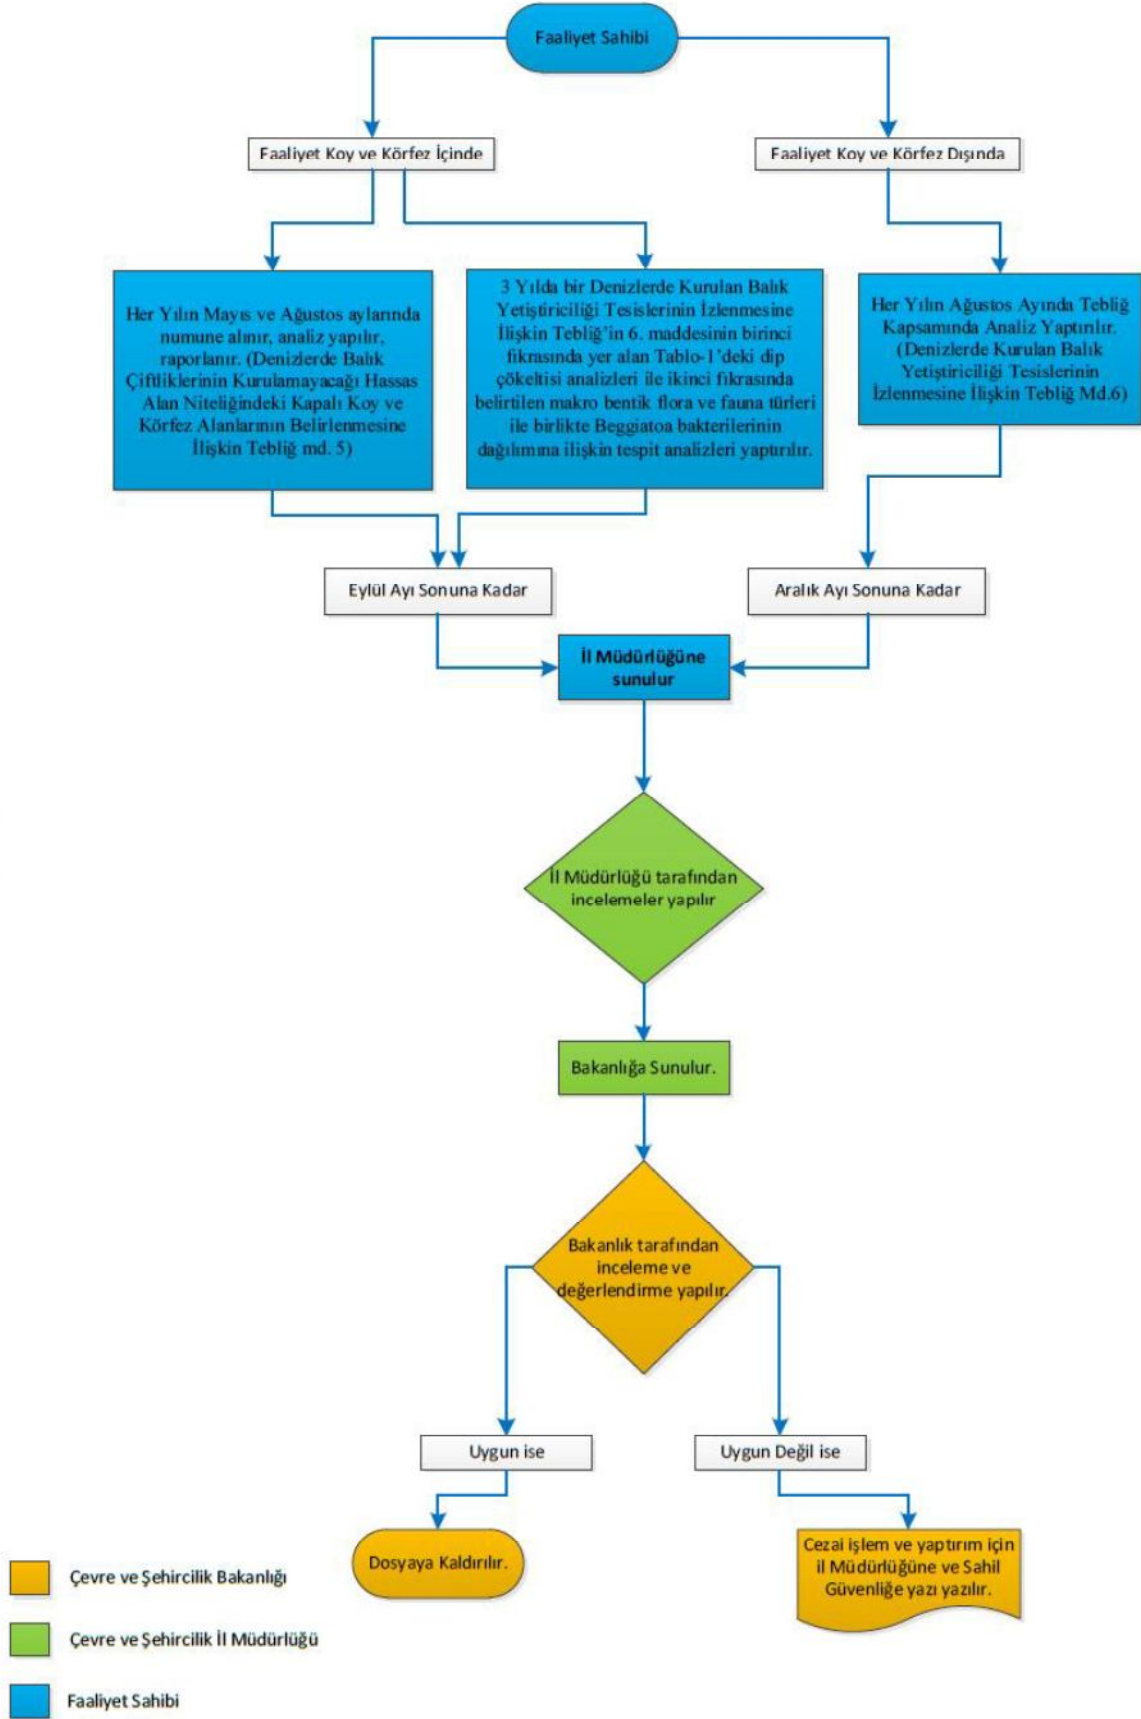 Faaliyet Sahibi
Faaliyet Koy ve Körfez İçinde
Faaliyet Koy ve Körfez Dışında
Her Yılın Mayıs ve Ağustos aylarında
numune alınır, analiz yapılır,
raporlanır. (Denizlerde Balık
Çiftliklerinin Kurulamayacağı Hassas
Alan Niteliğindeki Kapalı Koy ve
Körfez Alanlarının Belirlenmesine
İlişkin Tebliğ md. 5)
3 Yılda bir Denizlerde Kurulan Balık
Yetiştiriciliği Tesislerinin İzlenmesine
İlişkin Tebliğ'in 6. maddesinin birinci
fıkrasında yer alan Tablo-1'deki dip
çökeltisi analizleri ile ikinci fıkrasında
belirtilen makro bentik flora ve fauna türleri
ile birlikte Beggiatoa bakterilerinin
dağılımına ilişkin tespit analizleri yaptırılır.
Her Yılın Ağustos Ayında Tebliğ
Kapsamında Analiz Yaptırılır.
(Denizlerde Kurulan Balık
Yetiştiriciliği Tesislerinin
İzlenmesine İlişkin Tebliğ Md.6)
Eylül Ayı Sonuna Kadar
Aralık Ayı Sonuna Kadar
İl Müdürlüğüne
sunulur
İl Müdürlüğü tarafından
incelemeler yapılır
Bakanlığa Sunulur.
Bakanlık tarafından
inceleme ve
değerlendirme yapılır.
Uygun ise
Uygun Değil ise
Dosyaya Kaldırılır.
Cezai işlem ve yaptırım için
il Müdürlüğüne ve Sahil
Güvenliğe yazı yazılır.
Çevre ve Şehircilik Bakanlığı
Çevre ve Şehircilik İl Müdürlüğü
Faaliyet Sahibi